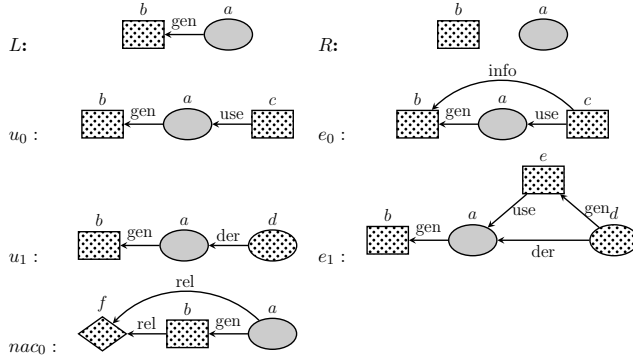 L: b gen a
R: b a
u₀ : b gen a use c
e₀ : b gen a use c info
u₁ : b gen a der d
e₁ : b gen a use e gen d der
nac₀ : f rel b gen a rel